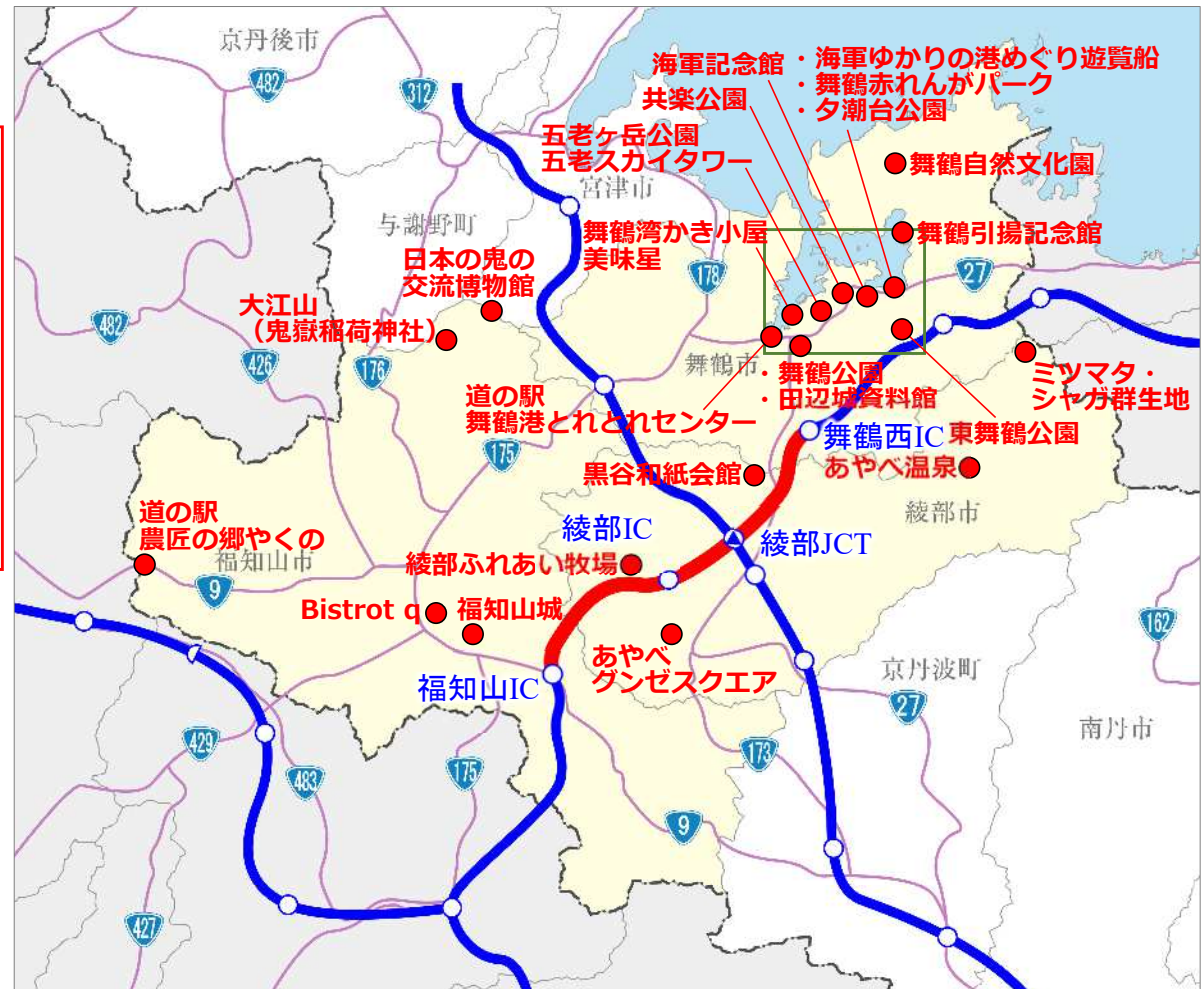 京丹後市
482
312
海軍記念館
・海軍ゆかりの港めぐり遊覧船
・舞鶴赤れんがパーク
・夕潮台公園
共楽公園
五老ヶ岳公園
五老スカイタワー
舞鶴自然文化園
宮津市
与謝野町
舞鶴湾かき小屋
美味星
舞鶴引揚記念館
日本の鬼の
交流博物館
178
27
大江山
（鬼嶽稲荷神社）
482
426
176
舞鶴市
・舞鶴公園
・田辺城資料館
ミツマタ・
シャガ群生地
道の駅
舞鶴港とれとれセンター
舞鶴西IC
東舞鶴公園
175
黒谷和紙会館
あやべ温泉
綾部市
道の駅
農匠の郷やくの
福知山市
綾部IC
綾部JCT
綾部ふれあい牧場
9
Bistrot q
福知山城
162
あやべ
グンゼスクエア
京丹波町
福知山IC
27
南丹市
429
483
175
173
9
427